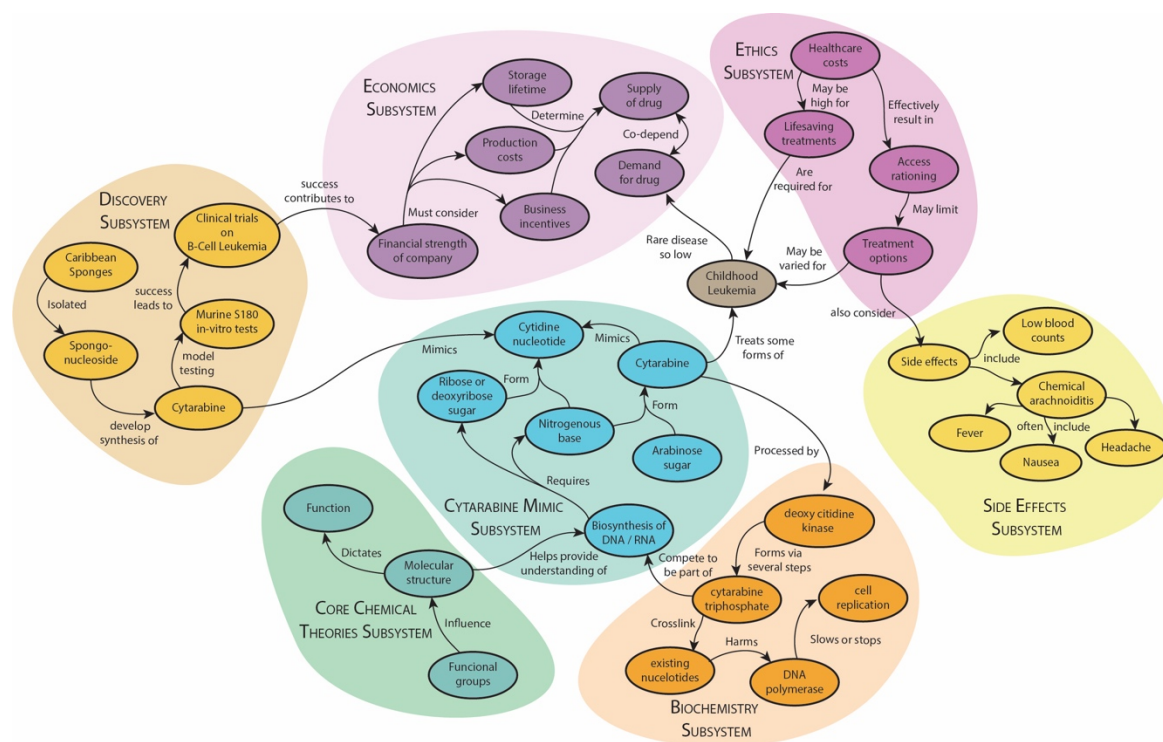 DISCOVERY
SUBSYSTEM
Clinical trials
on
B-Cell Leukemia
Caribbean
Sponges
Isolated
success
leads to
Murine S180
in-vitro tests
Spongo-
nucleoside
model
testing
Cytarabine
develop
synthesis of
success
contributes to
ECONOMICS
SUBSYSTEM
Storage
lifetime
Supply
of drug
Determine
Production
costs
Co-depend
Demand
for drug
Must consider
Business
incentives
Financial strength
of company
Rare disease
so low
ETHICS
SUBSYSTEM
Healthcare
costs
May be
high for
Effectively
result in
Lifesaving
treatments
Access
rationing
Are
required for
May limit
Treatment
options
May be
varied for
Childhood
Leukemia
also consider
Treats some
forms of
Mimics
Cytidine
nucleotide
Mimics
Cytarabine
Ribose or
deoxyribose
sugar
Form
Nitrogenous
base
Form
Arabinose
sugar
Requires
CYTARABINE MIMIC
SUBSYSTEM
Biosynthesis of
DNA / RNA
Processed by
Low blood
counts
Side effects
include
Chemical
arachnoiditis
often
include
Fever
Nausea
Headache
SIDE EFFECTS
SUBSYSTEM
Function
Dictates
Molecular
structure
Helps provide
understanding of
CORE CHEMICAL
THEORIES SUBSYSTEM
Influence
Funcional
groups
deoxy citidine
kinase
Compete to
be part of
Forms via
several steps
cytarabine
triphosphate
cell
replication
Crosslink
Harms
Slows or stops
existing
nucelotides
DNA
polymerase
BIOCHEMISTRY
SUBSYSTEM